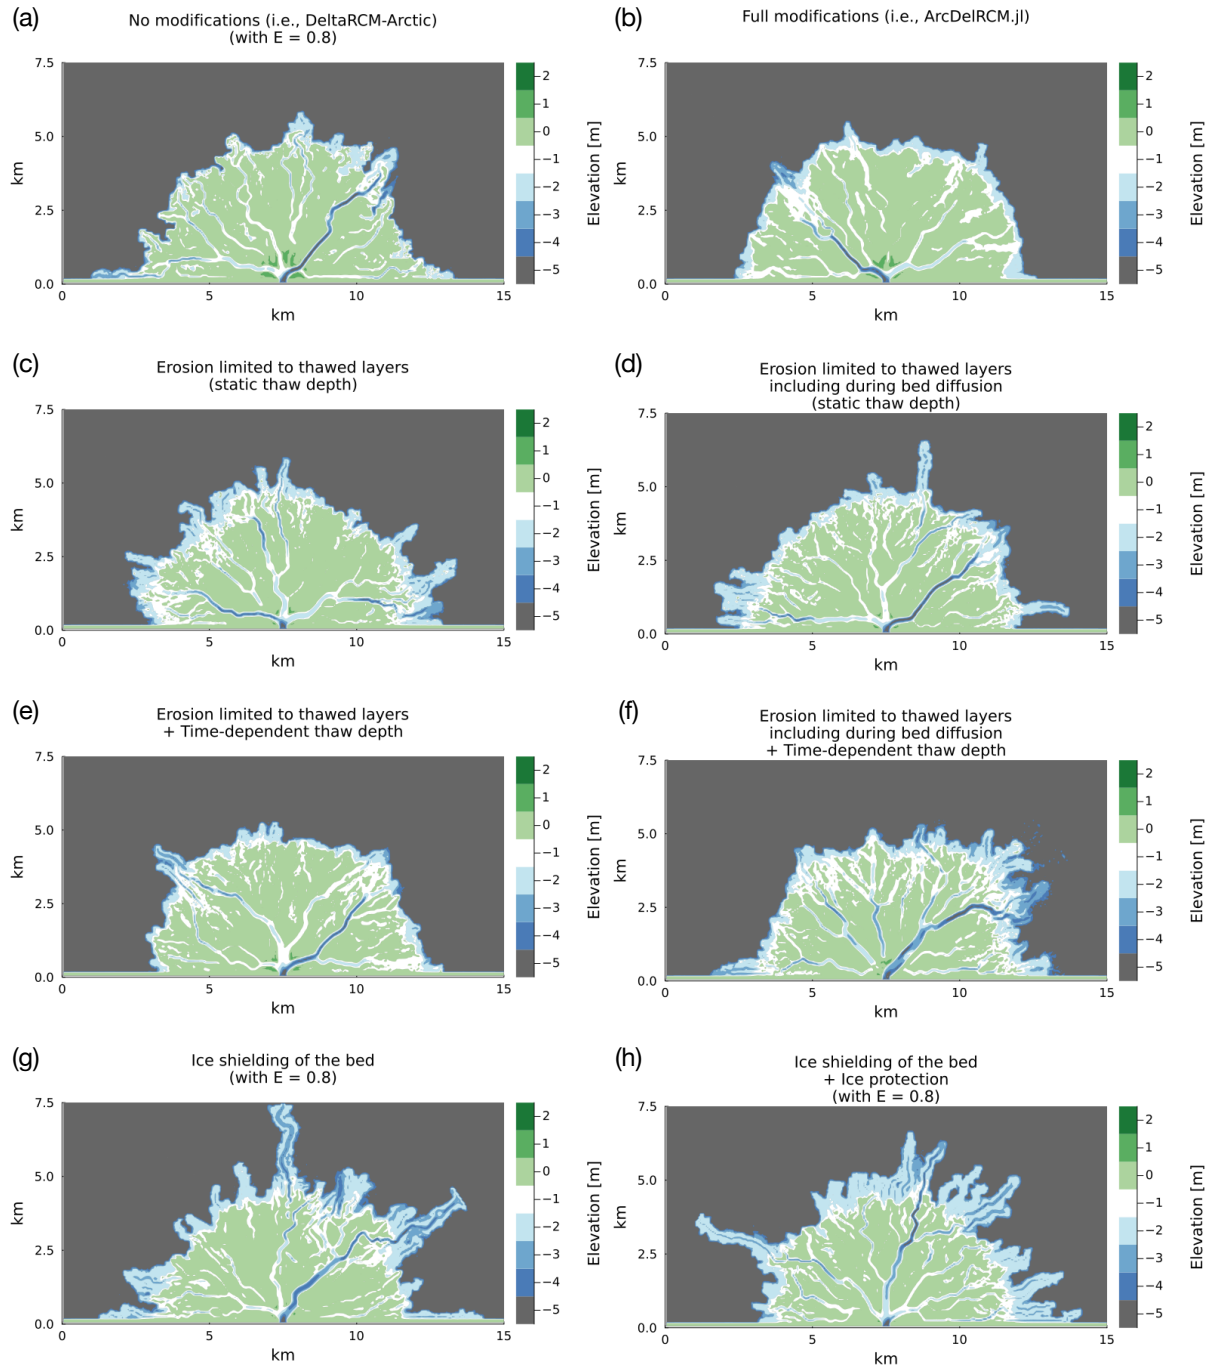 (a)
No modifications (i.e., DeltaRCM-Arctic)
(with E = 0.8)
7.5
5.0
2.5
0.0
km
0 5 10 15
km
2
1
0
−1
−2
−3
−4
−5
Elevation [m]
(b)
Full modifications (i.e., ArcDelRCM.jl)
7.5
5.0
2.5
0.0
km
0 5 10 15
km
2
1
0
−1
−2
−3
−4
−5
Elevation [m]
(c)
Erosion limited to thawed layers
(static thaw depth)
7.5
5.0
2.5
0.0
km
0 5 10 15
km
2
1
0
−1
−2
−3
−4
−5
Elevation [m]
(d)
Erosion limited to thawed layers
including during bed diffusion
(static thaw depth)
7.5
5.0
2.5
0.0
km
0 5 10 15
km
2
1
0
−1
−2
−3
−4
−5
Elevation [m]
(e)
Erosion limited to thawed layers
+ Time-dependent thaw depth
7.5
5.0
2.5
0.0
km
0 5 10 15
km
2
1
0
−1
−2
−3
−4
−5
Elevation [m]
(f)
Erosion limited to thawed layers
including during bed diffusion
+ Time-dependent thaw depth
7.5
5.0
2.5
0.0
km
0 5 10 15
km
2
1
0
−1
−2
−3
−4
−5
Elevation [m]
(g)
Ice shielding of the bed
(with E = 0.8)
7.5
5.0
2.5
0.0
km
0 5 10 15
km
2
1
0
−1
−2
−3
−4
−5
Elevation [m]
(h)
Ice shielding of the bed
+ Ice protection
(with E = 0.8)
7.5
5.0
2.5
0.0
km
0 5 10 15
km
2
1
0
−1
−2
−3
−4
−5
Elevation [m]